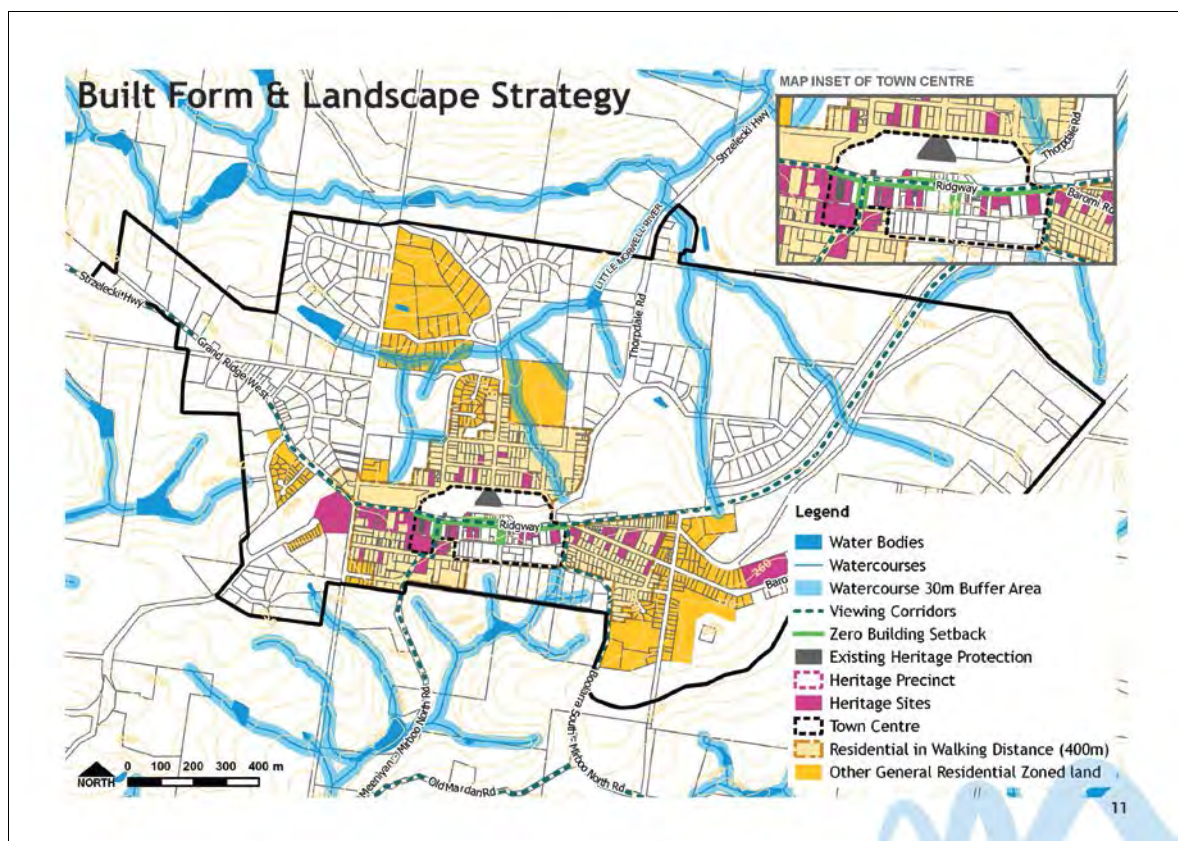 Built Form & Landscape Strategy
MAP INSET OF TOWN CENTRE
Thorpdale Rd
Ridgway
Baromi Rd
Strzelecki Hwy
LITTLE MORWELL RIVER
Strzelecki Hwy
Grand Ridge West
Thorpdale Rd
Ridgway
260
Baro
Meeniyan - Mirboo North Rd
Boolarra South - Mirboo North Rd
Old Mardan Rd
Legend
Water Bodies
Watercourses
Watercourse 30m Buffer Area
Viewing Corridors
Zero Building Setback
Existing Heritage Protection
Heritage Precinct
Heritage Sites
Town Centre
Residential in Walking Distance (400m)
Other General Residential Zoned land
NORTH
0 100 200 300 400 m
11